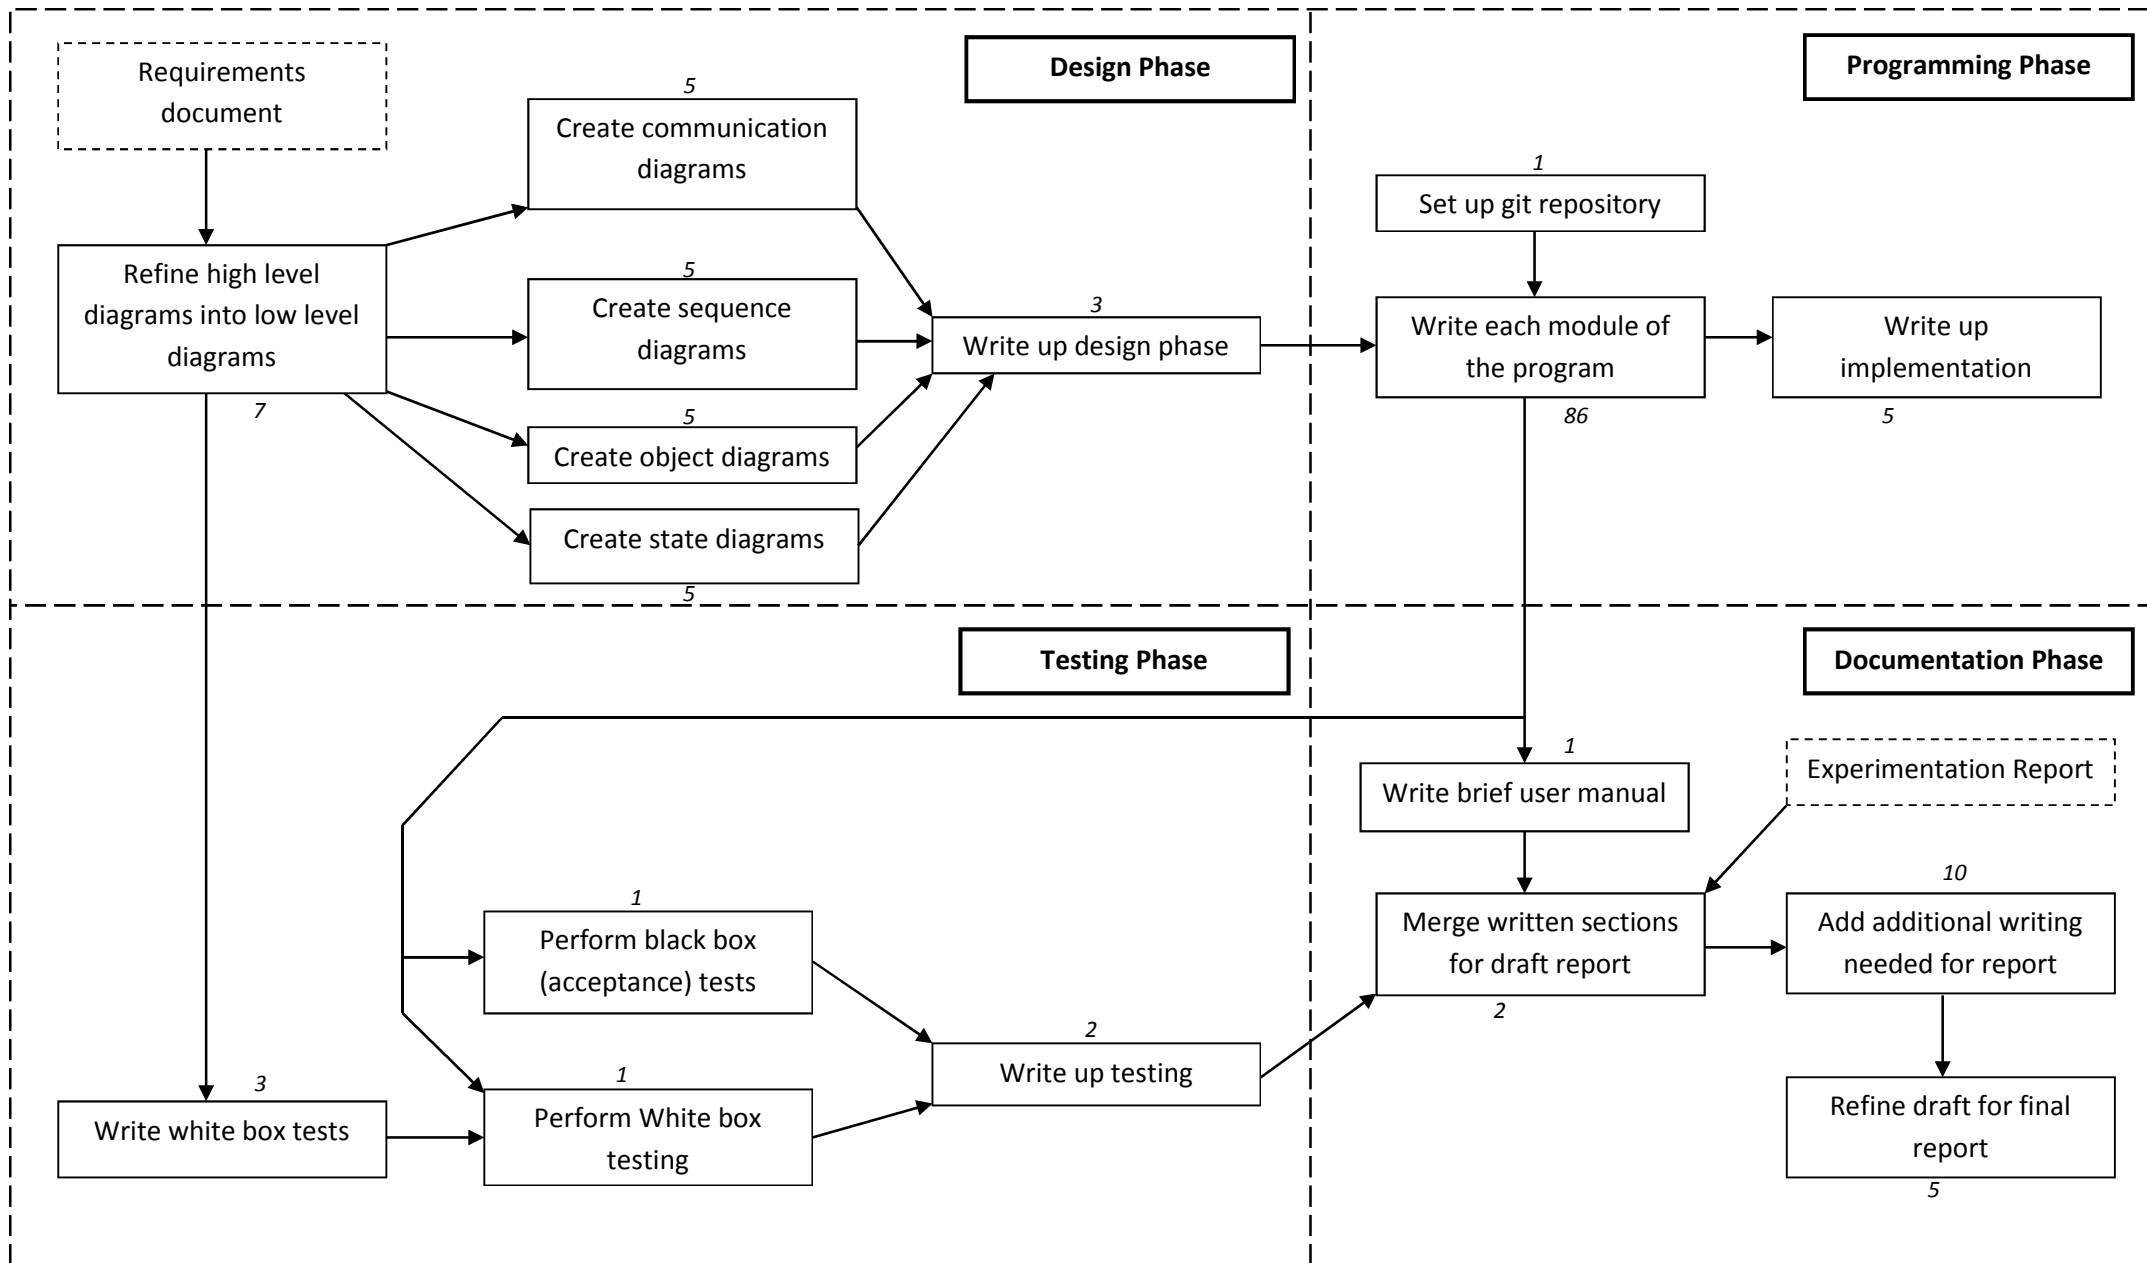 Design Phase
Requirements
document
5
Create communication
diagrams
Refine high level
diagrams into low level
diagrams
7
5
Create sequence
diagrams
5
Create object diagrams
Create state diagrams
5
3
Write up design phase
Programming Phase
1
Set up git repository
Write each module of
the program
86
Write up
implementation
5
Testing Phase
1
Perform black box
(acceptance) tests
3
Write white box tests
1
Perform White box
testing
2
Write up testing
Documentation Phase
1
Write brief user manual
Experimentation Report
Merge written sections
for draft report
2
10
Add additional writing
needed for report
Refine draft for final
report
5